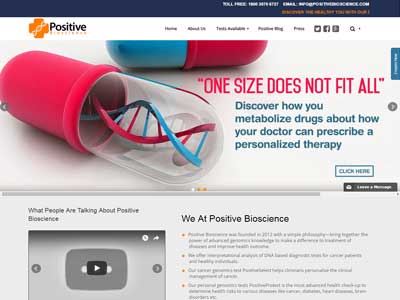 TOLL FREE: 1800 3070 6737 EMAIL: INFO@POSITIVEBIOSCIENCE.COM
DISCOVER THE HEALTHY YOU WITH OUR
Positive
BIOSCIENCE
Home
About
Tests Available
Positive Blog
Press
Contact
"ONE SIZE DOES NOT FIT ALL"
Discover how you
metabolize drugs about how
your doctor can prescribe a
personalized therapy
CLICK HERE
Leave a Message
What People Are Talking About Positive
Bioscience
We At Positive Bioscience
Positive Bioscience was founded in 2012 with a simple philosophy—bring together the
power of advanced genomics knowledge to make a difference to treatment of
diseases and improve health outcome.
We offer interpretational analysis of DNA based diagnostic tests for cancer patients
and healthy individuals.
Our cancer genomics test PositiveSelect helps clinicians personalise the clinical
management of cancer.
Our personal genomics tests PositiveProtect is the most advanced health check-up to
determine health risks to various diseases like cancer, diabetes, heart diseases, brain-
disorders etc.